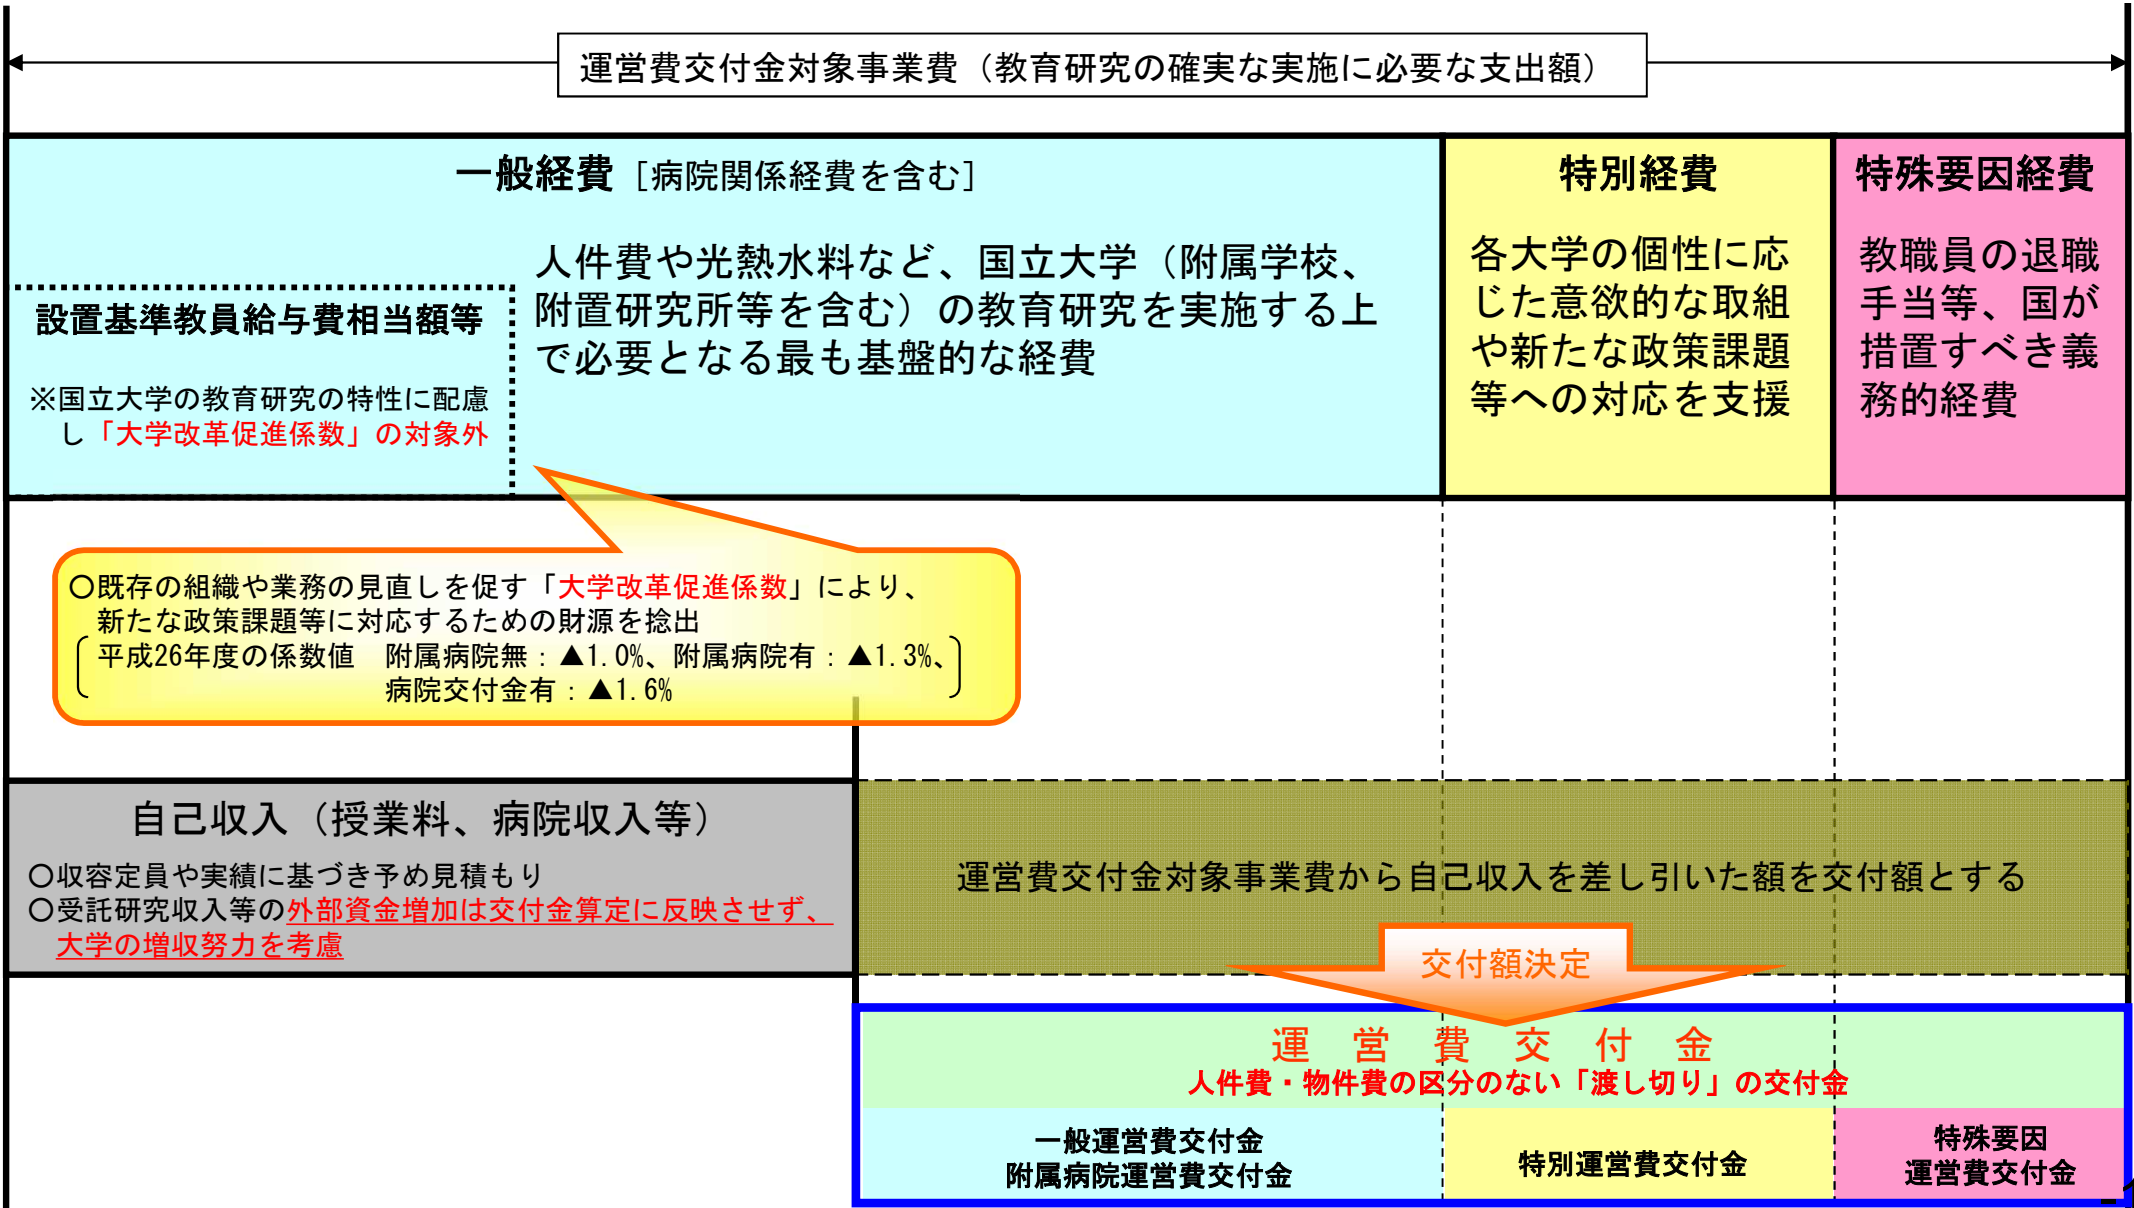 運営費交付金対象事業費（教育研究の確実な実施に必要な支出額）
一般経費［病院関係経費を含む］
人件費や光熱水料など、国立大学（附属学校、
附置研究所等を含む）の教育研究を実施する上
で必要となる最も基盤的な経費
設置基準教員給与費相当額等
※国立大学の教育研究の特性に配慮
し「大学改革促進係数」の対象外
特別経費
各大学の個性に応
じた意欲的な取組
や新たな政策課題
等への対応を支援
特殊要因経費
教職員の退職
手当等、国が
措置すべき義
務的経費
○既存の組織や業務の見直しを促す「大学改革促進係数」により、
新たな政策課題等に対応するための財源を捻出
平成26年度の係数値　附属病院無：▲1.0%、附属病院有：▲1.3%、
病院交付金有：▲1.6%
自己収入（授業料、病院収入等）
○収容定員や実績に基づき予め見積もり
○受託研究収入等の外部資金増加は交付金算定に反映させず、
大学の増収努力を考慮
運営費交付金対象事業費から自己収入を差し引いた額を交付額とする
交付額決定
運　営　費　交　付　金
人件費・物件費の区分のない「渡し切り」の交付金
一般運営費交付金
附属病院運営費交付金
特別運営費交付金
特殊要因
運営費交付金